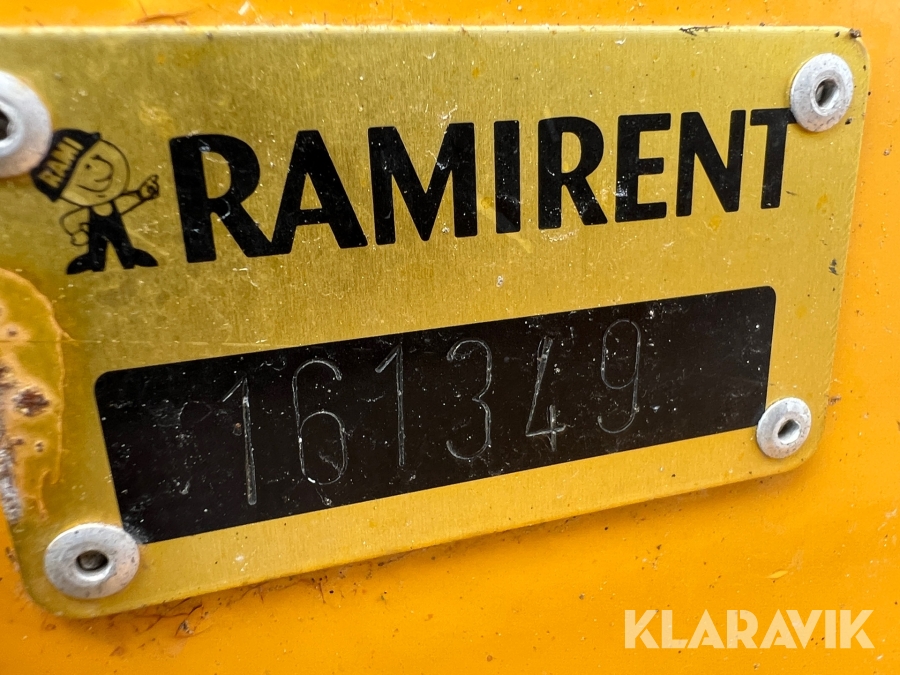 RAMI
RAMIRENT
161349
KLARAVIK